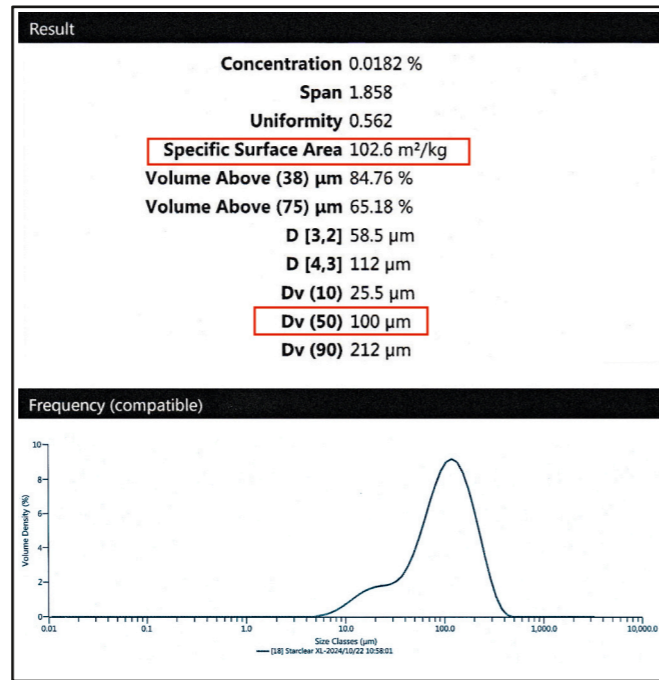 Result
Concentration 0.0182 %
Span 1.858
Uniformity 0.562
Specific Surface Area 102.6 m²/kg
Volume Above (38) μm 84.76 %
Volume Above (75) μm 65.18 %
D [3,2] 58.5 μm
D [4,3] 112 μm
Dv (10) 25.5 μm
Dv (50) 100 μm
Dv (90) 212 μm
Frequency (compatible)
Volume Density (%)
10
8
6
4
2
0
0.01 0.1 1.0 10.0 100.0 1,000.0 10,000.0
Size Classes (μm)
[18] Starclear XL-2024/10/22 10:58:01